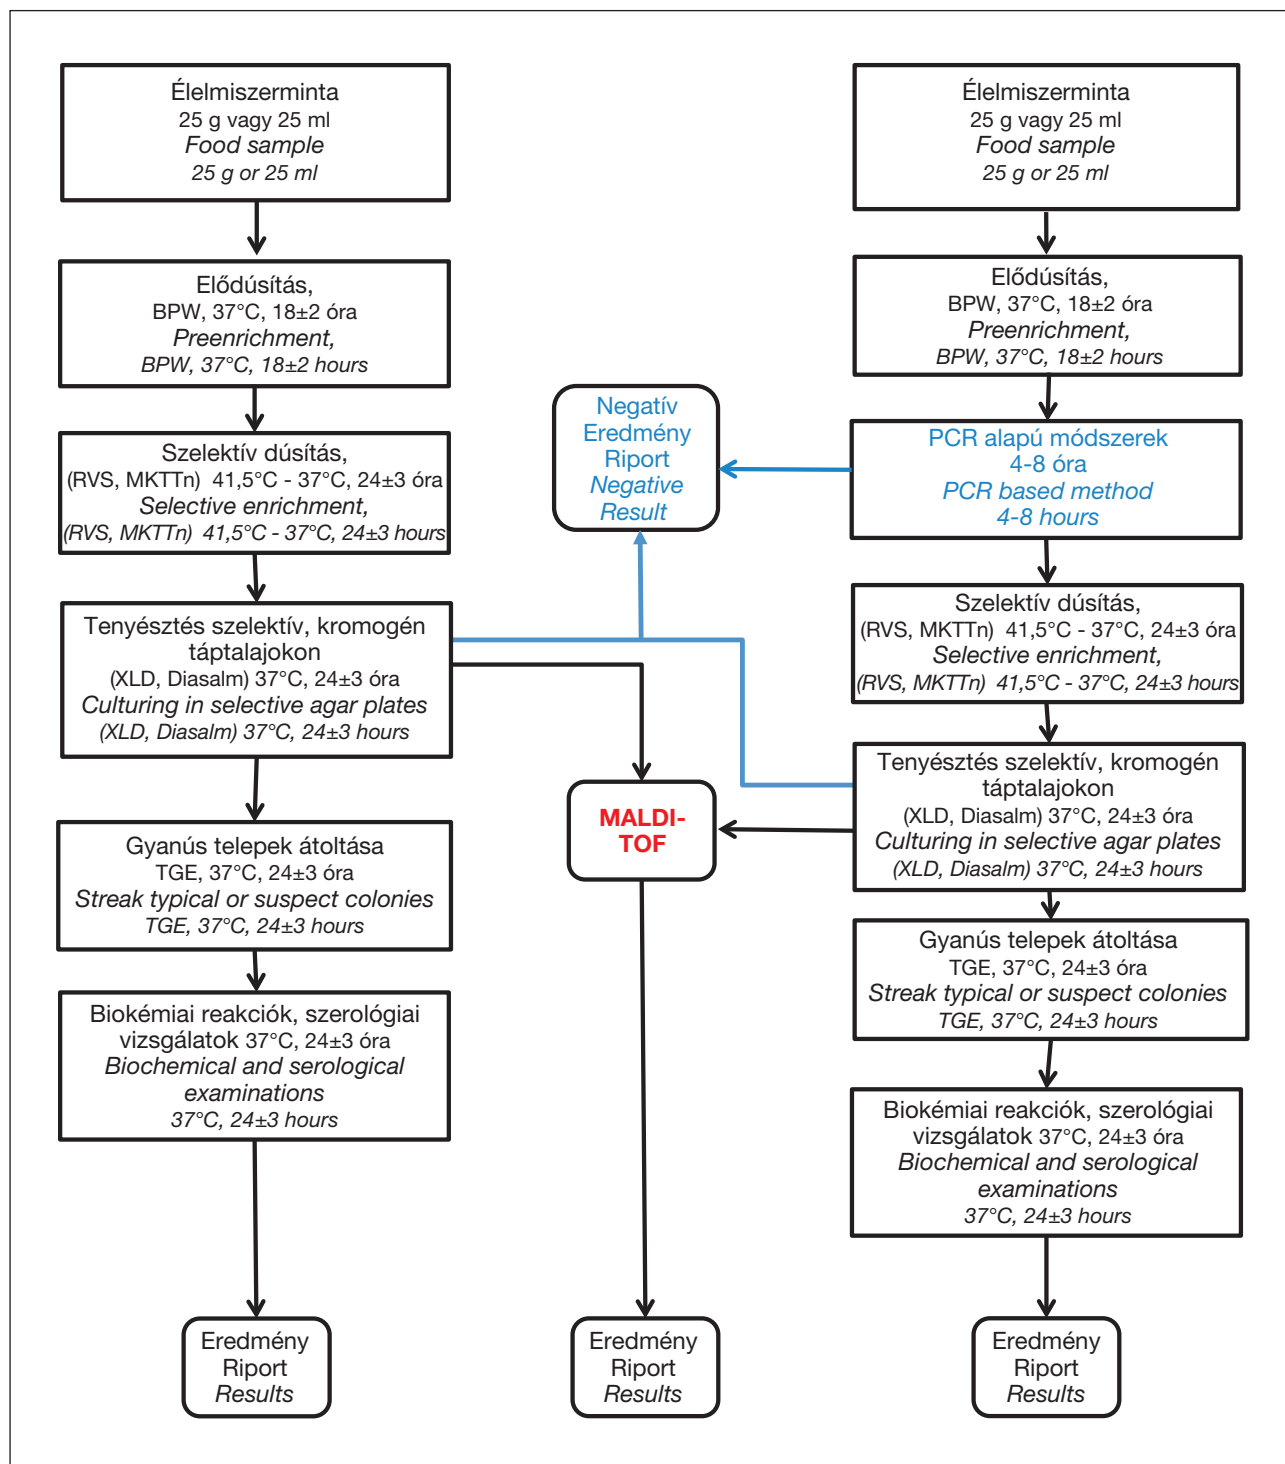 Élelmiszerminta
25 g vagy 25 ml
Food sample
25 g or 25 ml
Elődúsítás,
BPW, 37°C, 18±2 óra
Preenrichment,
BPW, 37°C, 18±2 hours
Szelektív dúsítás,
(RVS, MKTTn) 41,5°C - 37°C, 24±3 óra
Selective enrichment,
(RVS, MKTTn) 41,5°C - 37°C, 24±3 hours
Tenyésztés szelektív, kromogén
táptalajokon
(XLD, Diasalm) 37°C, 24±3 óra
Culturing in selective agar plates
(XLD, Diasalm) 37°C, 24±3 hours
Gyanús telepek átoltása
TGE, 37°C, 24±3 óra
Streak typical or suspect colonies
TGE, 37°C, 24±3 hours
Biokémiai reakciók, szerológiai
vizsgálatok 37°C, 24±3 óra
Biochemical and serological
examinations
37°C, 24±3 hours
Eredmény
Riport
Results
Negatív
Eredmény
Riport
Negative
Result
MALDI-
TOF
Eredmény
Riport
Results
Élelmiszerminta
25 g vagy 25 ml
Food sample
25 g or 25 ml
Elődúsítás,
BPW, 37°C, 18±2 óra
Preenrichment,
BPW, 37°C, 18±2 hours
PCR alapú módszerek
4-8 óra
PCR based method
4-8 hours
Szelektív dúsítás,
(RVS, MKTTn) 41,5°C - 37°C, 24±3 óra
Selective enrichment,
(RVS, MKTTn) 41,5°C - 37°C, 24±3 hours
Tenyésztés szelektív, kromogén
táptalajokon
(XLD, Diasalm) 37°C, 24±3 óra
Culturing in selective agar plates
(XLD, Diasalm) 37°C, 24±3 hours
Gyanús telepek átoltása
TGE, 37°C, 24±3 óra
Streak typical or suspect colonies
TGE, 37°C, 24±3 hours
Biokémiai reakciók, szerológiai
vizsgálatok 37°C, 24±3 óra
Biochemical and serological
examinations
37°C, 24±3 hours
Eredmény
Riport
Results